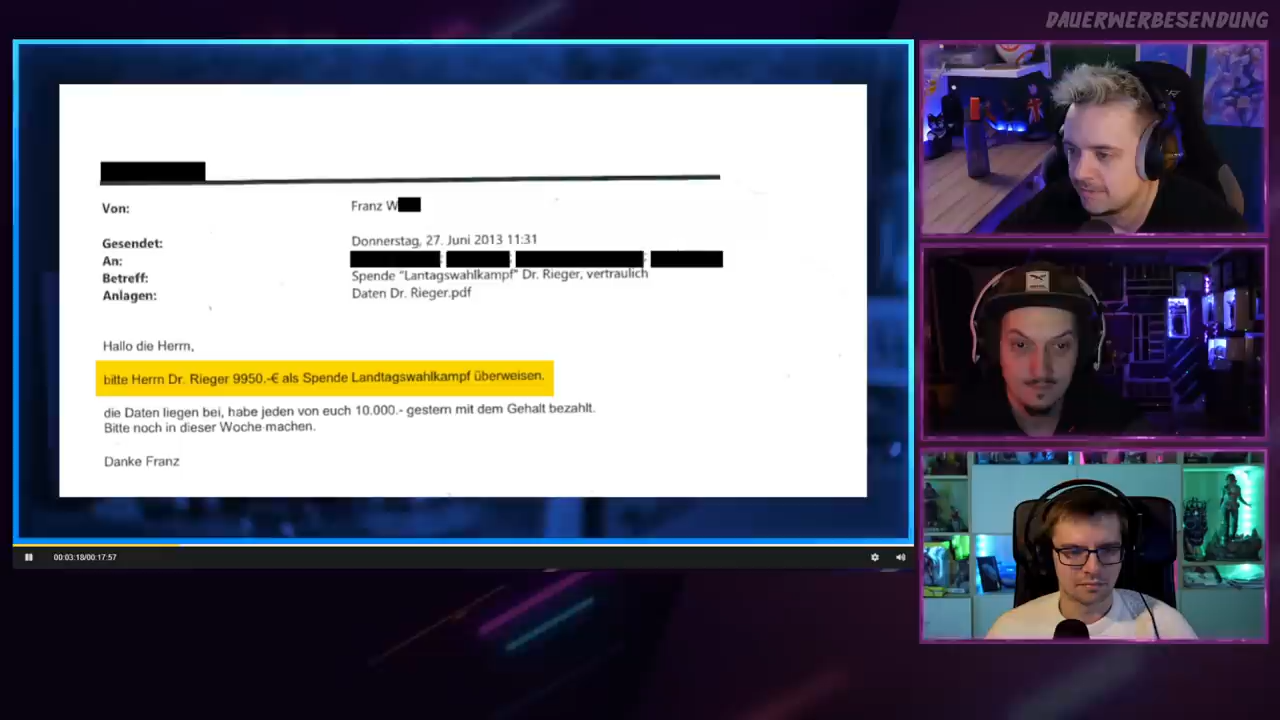 DAUERWERBESENDUNG
Von: Franz W
Gesendet: Donnerstag, 27. Juni 2013 11:31
An:
Betreff: Spende "Lantagswahlkampf" Dr. Rieger, vertraulich
Anlagen: Daten Dr. Rieger.pdf
Hallo die Herrn,
bitte Herrn Dr. Rieger 9950.-€ als Spende Landtagswahlkampf überweisen.
die Daten liegen bei, habe jeden von euch 10.000.- gestern mit dem Gehalt bezahlt.
Bitte noch in dieser Woche machen.
Danke Franz
00:03:18/00:17:57